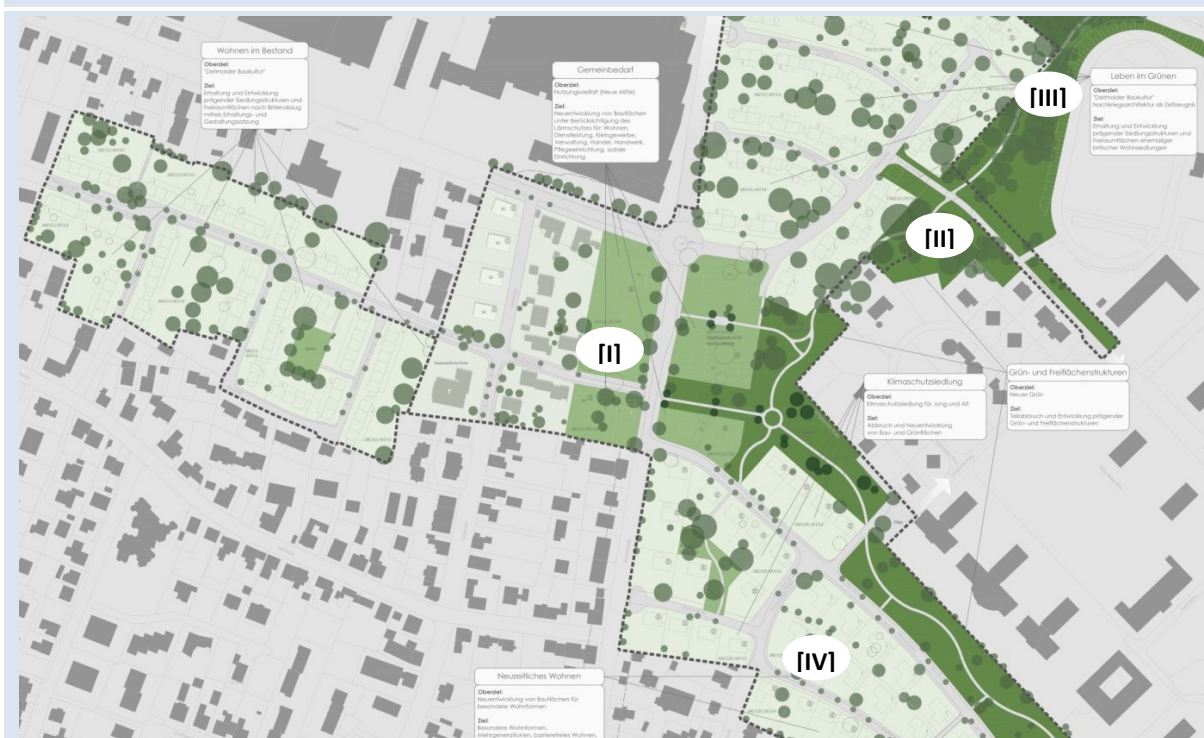 Wohnen im Bestand
Oberziel:
"Detmolder Baukultur"
Ziel:
Erhaltung und Entwicklung
prägender Siedlungsstrukturen und
Freiraumflächen nach Britenabzug
mittels Erhaltungs- und
Gestaltungssatzung
Gemeinbedarf
Oberziel:
Nutzungsvielfalt (Neue Mitte)
Ziel:
Neuentwicklung von Bauflächen
unter Berücksichtigung des
Lärmschutzes für: Wohnen,
Dienstleistung, Kleingewerbe,
Verwaltung, Handel, Handwerk,
Pflegeeinrichtung, soziale
Einrichtung
Leben im Grünen
Oberziel:
"Detmolder Baukultur"
Nachkriegsarchitektur als Zeitzeugnis
Ziel:
Erhaltung und Entwicklung
prägender Siedlungsstrukturen und
Freiraumflächen ehemaliger
britischer Wohnsiedlungen
[III]
[II]
[I]
Grün- und Freiflächenstrukturen
Oberziel:
Neues Grün
Ziel:
Teilabbruch und Entwicklung prägender
Grün- und Freiflächenstrukturen
Klimaschutzsiedlung
Oberziel:
Klimaschutzsiedlung für Jung und Alt
Ziel:
Abbruch und Neuentwicklung
von Bau- und Grünflächen
[IV]
Neuzeitliches Wohnen
Oberziel:
Neuentwicklung von Bauflächen für
besondere Wohnformen
Ziel:
Besondere Wohnformen,
Mehrgenerationen, barrierefreies Wohnen,